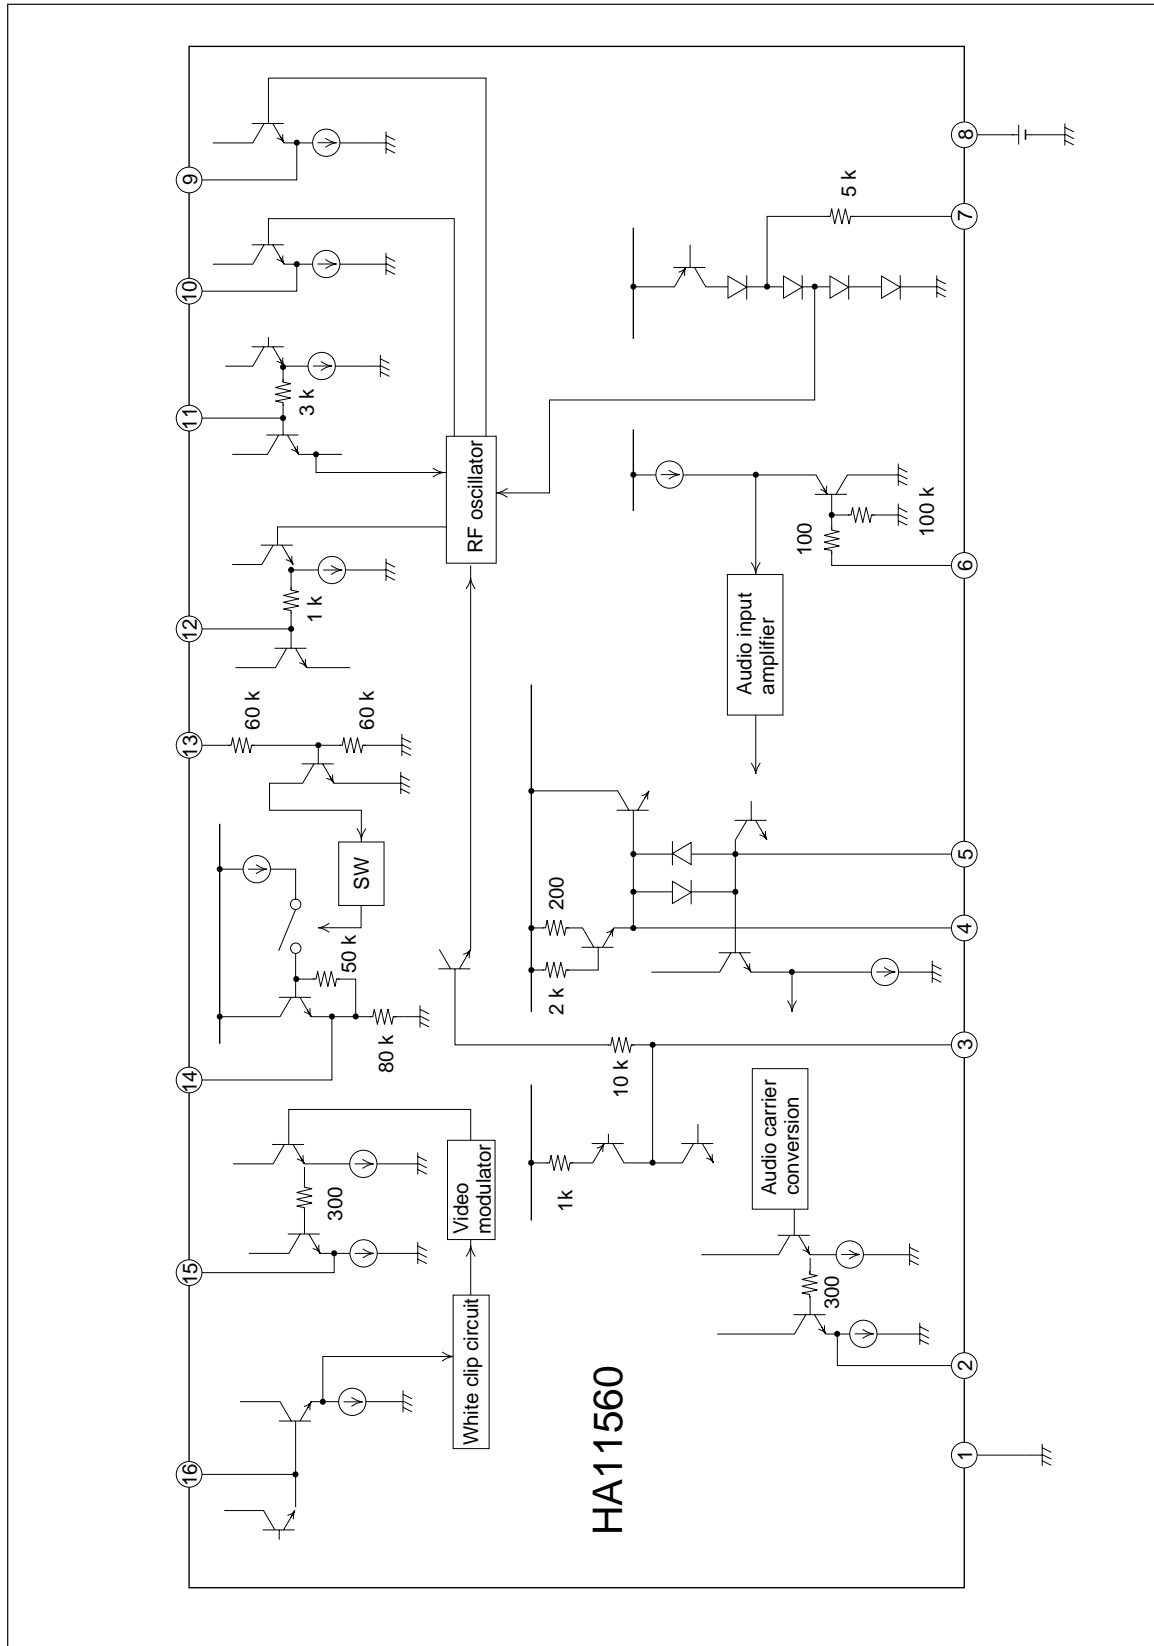 16
15
14
13
12
11
10
9
300
80 k
50 k
SW
60 k
60 k
1 k
3 k
White clip circuit
Video
modulator
RF oscillator
1k
10 k
2 k
200
Audio input
amplifier
100
100 k
5 k
HA11560
300
Audio carrier
conversion
1
2
3
4
5
6
7
8